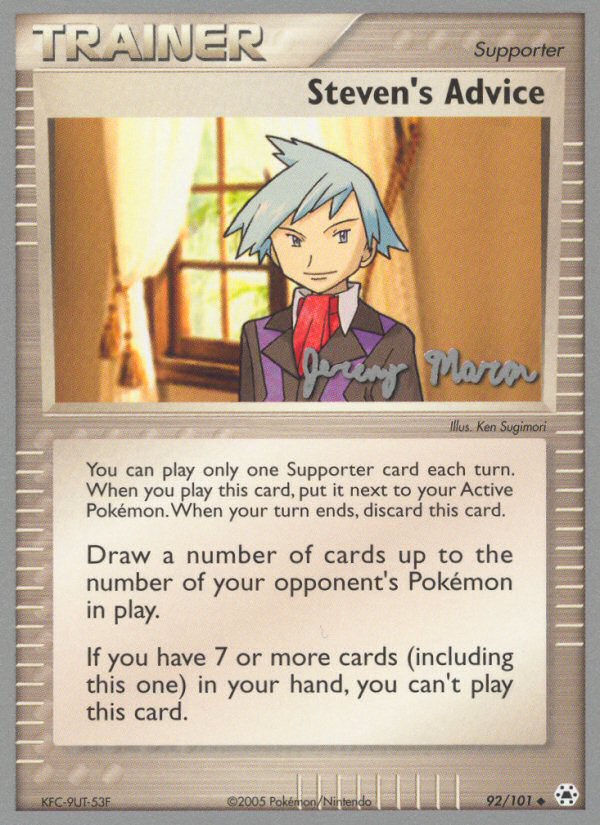 TRAINER
Supporter
Steven's Advice
Jeremy Maron
Illus. Ken Sugimori
You can play only one Supporter card each turn.
When you play this card, put it next to your Active
Pokémon. When your turn ends, discard this card.
Draw a number of cards up to the
number of your opponent's Pokémon
in play.
If you have 7 or more cards (including
this one) in your hand, you can't play
this card.
KFC-9UT-53F
©2005 Pokémon/Nintendo
92/101